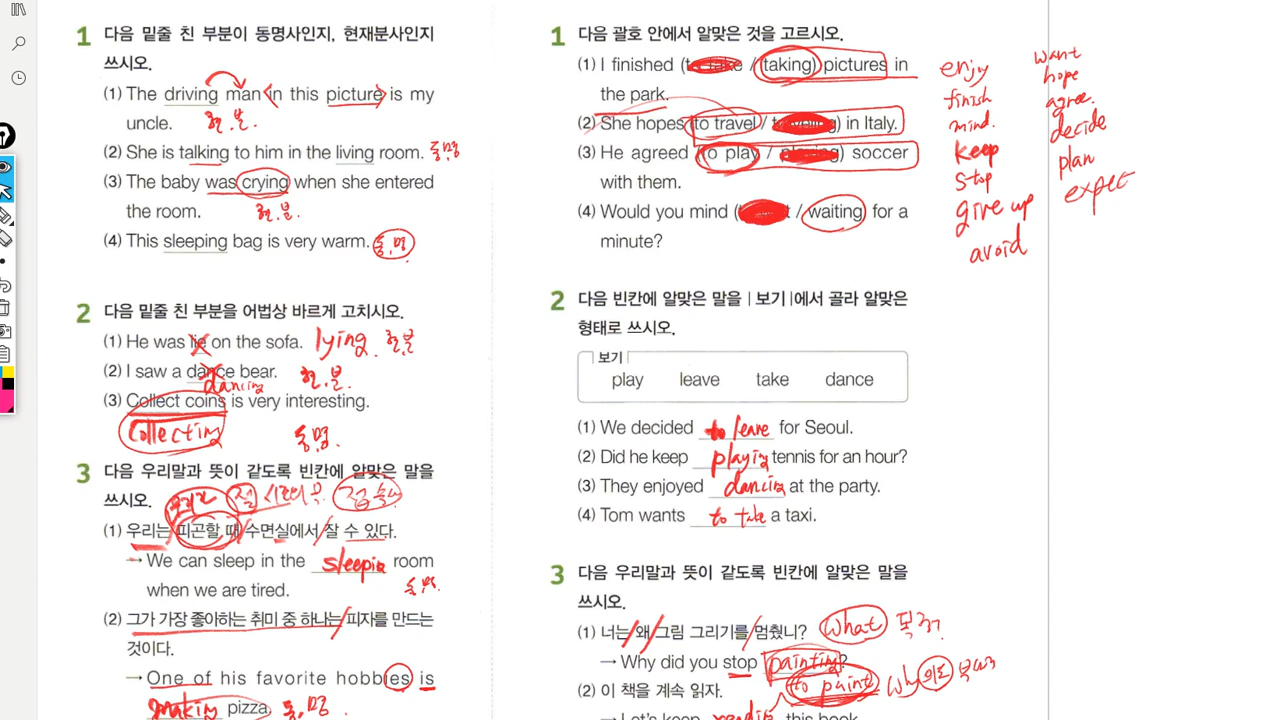 1 다음 밑줄 친 부분이 동명사인지, 현재분사인지
쓰시오.
(1) The driving man in this picture is my
uncle. 현.분.
(2) She is talking to him in the living room. 동.명
(3) The baby was crying when she entered
the room. 현.분.
(4) This sleeping bag is very warm. 동.명
2 다음 밑줄 친 부분을 어법상 바르게 고치시오.
(1) He was lie on the sofa. lying. 현.분
(2) I saw a dance bear. 현.분.
dancing
(3) Collect coins is very interesting.
Collecting 동.명.
3 다음 우리말과 뜻이 같도록 빈칸에 알맞은 말을
쓰시오.
(1) 우리는 피곤할 때 수면실에서 잘 수 있다.
→ We can sleep in the sleeping room
when we are tired. 동.명.
(2) 그가 가장 좋아하는 취미 중 하나는 피자를 만드는
것이다.
→ One of his favorite hobbies is
making pizza. 동.명.
1 다음 괄호 안에서 알맞은 것을 고르시오.
(1) I finished (to take / taking) pictures in
the park.
(2) She hopes (to travel / traveling) in Italy.
(3) He agreed (to play / playing) soccer
with them.
(4) Would you mind ( / waiting) for a
minute?
enjoy
finish
mind.
keep
stop
give up
avoid
want
hope
agree.
decide
plan
expect
2 다음 빈칸에 알맞은 말을 |보기|에서 골라 알맞은
형태로 쓰시오.
보기
play leave take dance
(1) We decided to leave for Seoul.
(2) Did he keep playing tennis for an hour?
(3) They enjoyed dancing at the party.
(4) Tom wants to take a taxi.
3 다음 우리말과 뜻이 같도록 빈칸에 알맞은 말을
쓰시오.
(1) 너는 왜 그림 그리기를 멈췄니? what 목적
→ Why did you stop painting?
to paint why 의도 부사
(2) 이 책을 계속 읽자.
→ Let's keep reading this book.